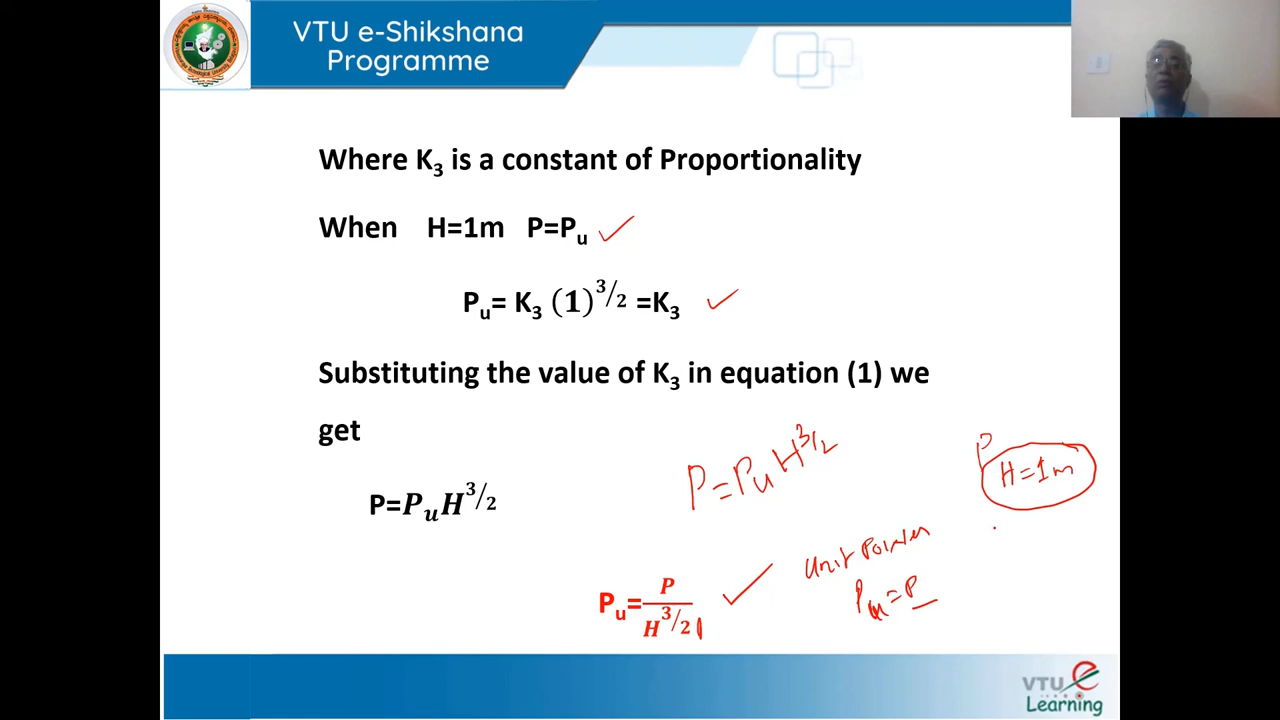 VTU e-Shikshana
Programme
Where K₃ is a constant of Proportionality
When H=1m P=Pᵤ
Pᵤ= K₃ (1)^3/2 =K₃
Substituting the value of K₃ in equation (1) we
get
P=PᵤH^3/2
P=PᵤH^3/2
P
H=1m
Unit Power
Pᵤ=P
Pᵤ=P/H^3/2
VTU e
Learning